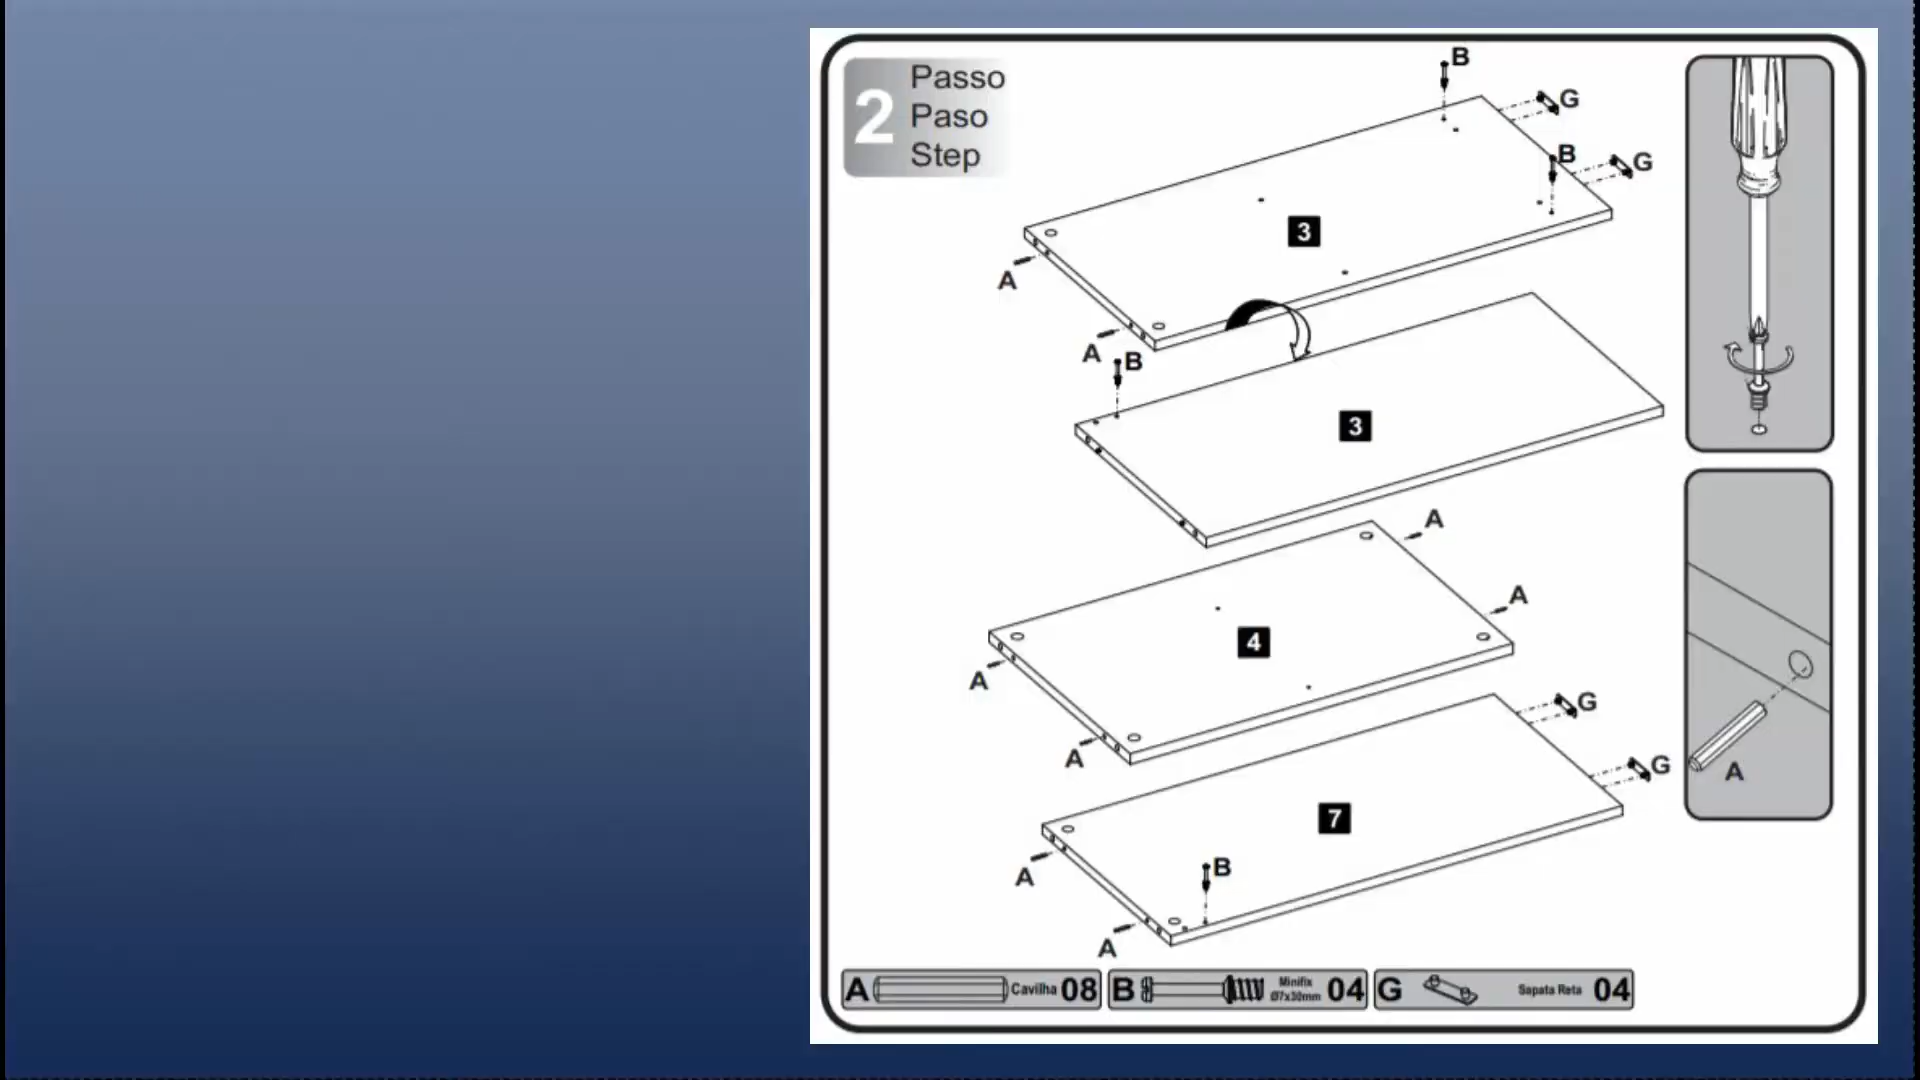 2
Passo
Paso
Step
B
G
B
G
3
A
A
B
3
A
4
A
A
A
G
7
G
A
A
B
A
A Cavilha 08
B Minifix Ø7x30mm 04
G Sapata Reta 04